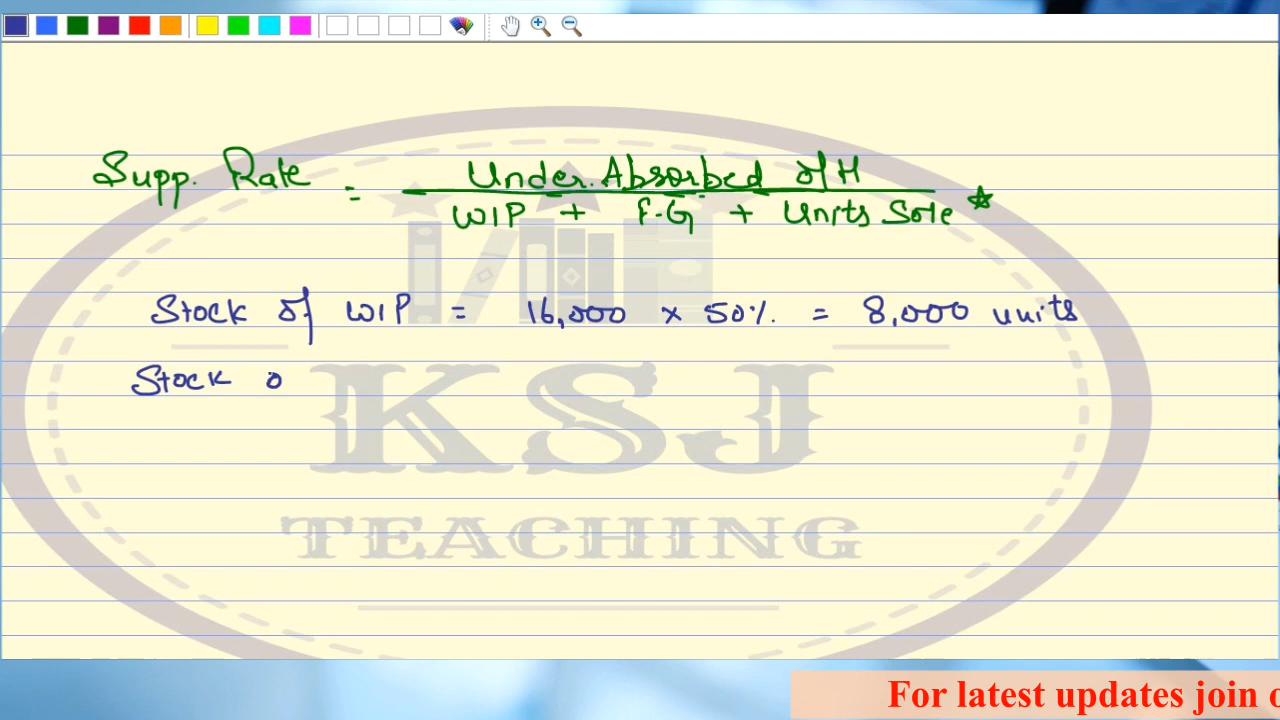 Supp. Rate = Under.Absorbed o/H
WIP + F.G + Units Sole *
Stock of WIP = 16,000 x 50% = 8,000 units
Stock o
KSJ
TEACHING
For latest updates join